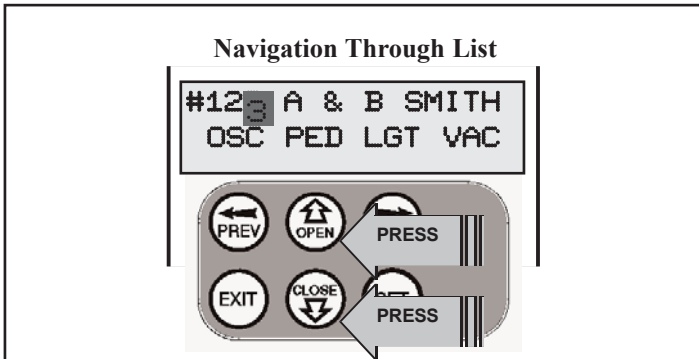 Navigation Through List
#123 A & B SMITH
OSC PED LGT VAC
PREV
OPEN
PRESS
EXIT
CLOSE
PRESS